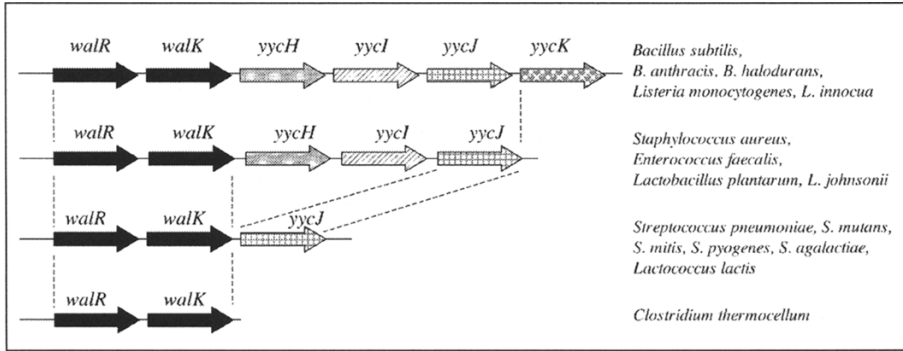 walR walK yycH yycI yycJ yycK
Bacillus subtilis,
B. anthracis, B. halodurans,
Listeria monocytogenes, L. innocua
walR walK yycH yycI yycJ
Staphylococcus aureus,
Enterococcus faecalis,
Lactobacillus plantarum, L. johnsonii
walR walK yycJ
Streptococcus pneumoniae, S. mutans,
S. mitis, S. pyogenes, S. agalactiae,
Lactococcus lactis
walR walK
Clostridium thermocellum